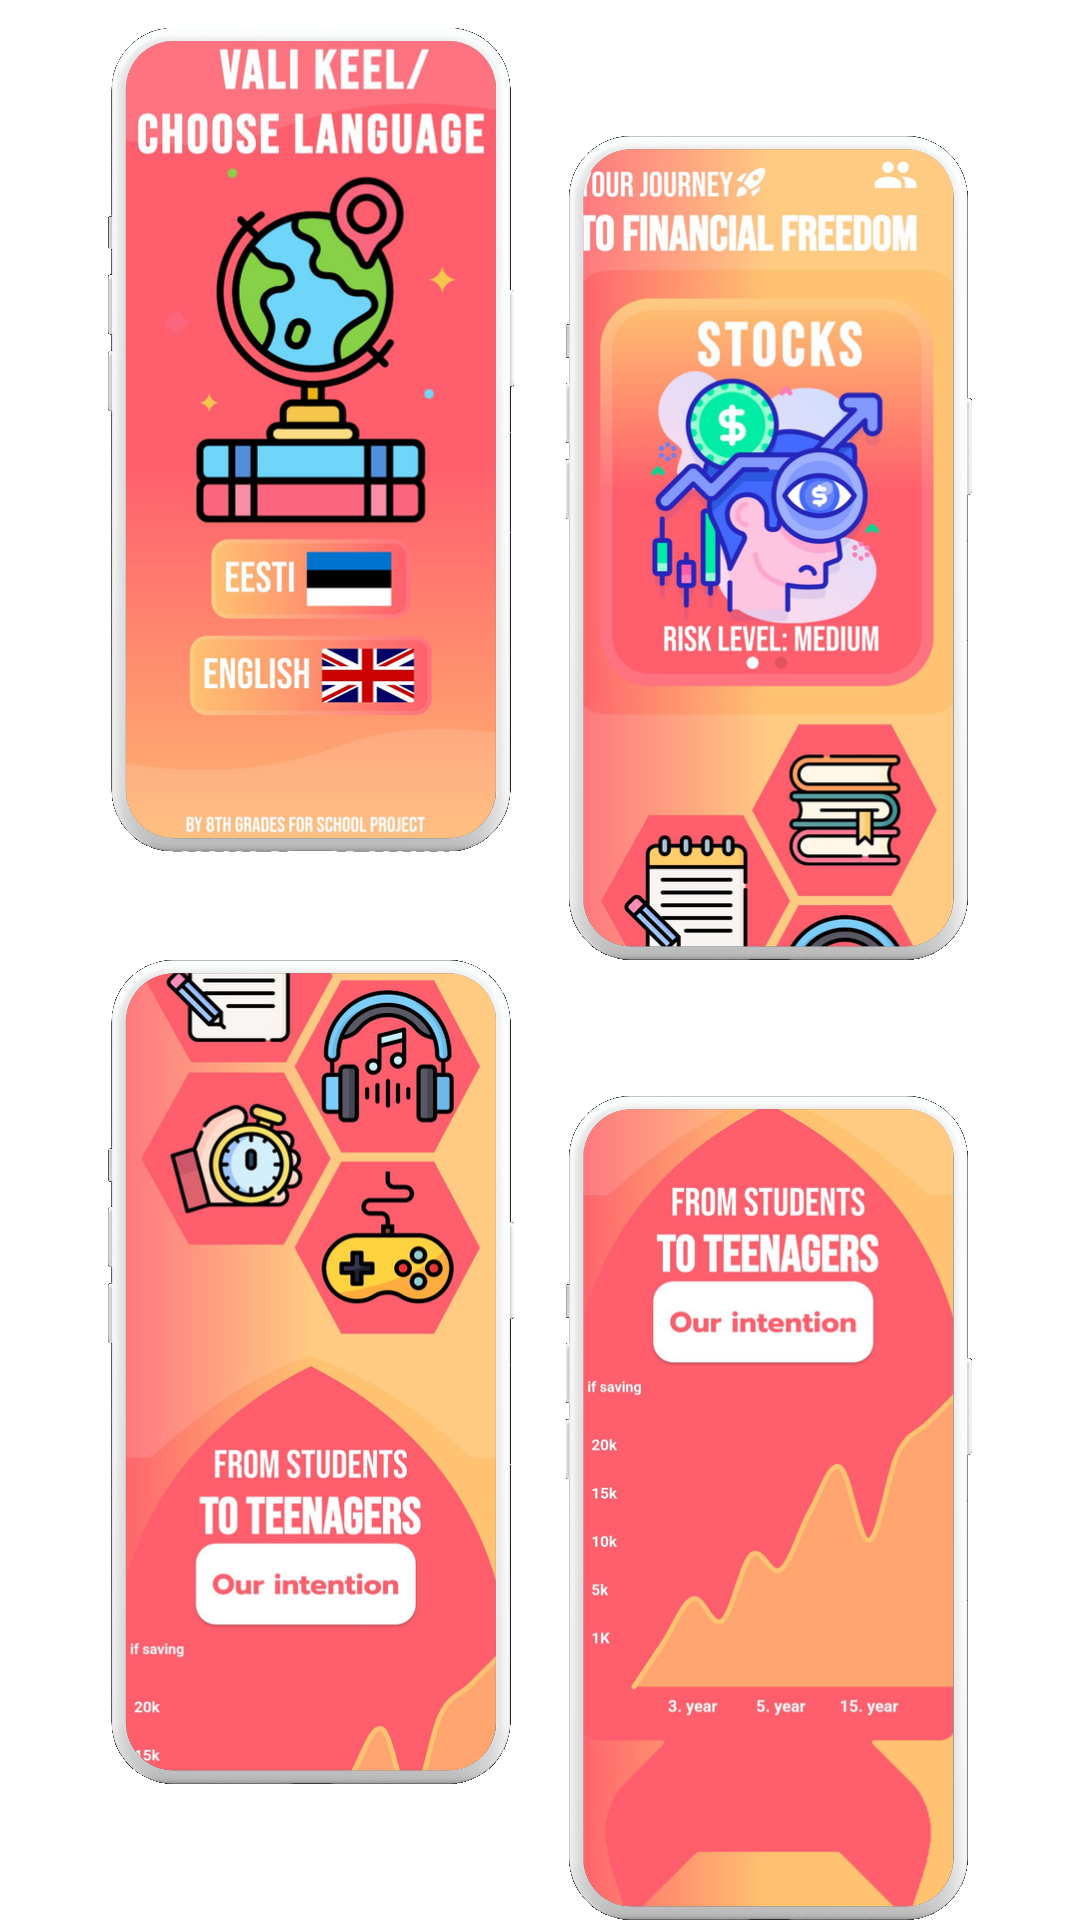 VALI KEEL/
CHOOSE LANGUAGE
EESTI
ENGLISH
BY 8TH GRADES FOR SCHOOL PROJECT
YOUR JOURNEY
TO FINANCIAL FREEDOM
STOCKS
$
$
RISK LEVEL: MEDIUM
FROM STUDENTS
TO TEENAGERS
Our intention
if saving
20k
15k
FROM STUDENTS
TO TEENAGERS
Our intention
if saving
20k
15k
10k
5k
1K
3. year 5. year 15. year